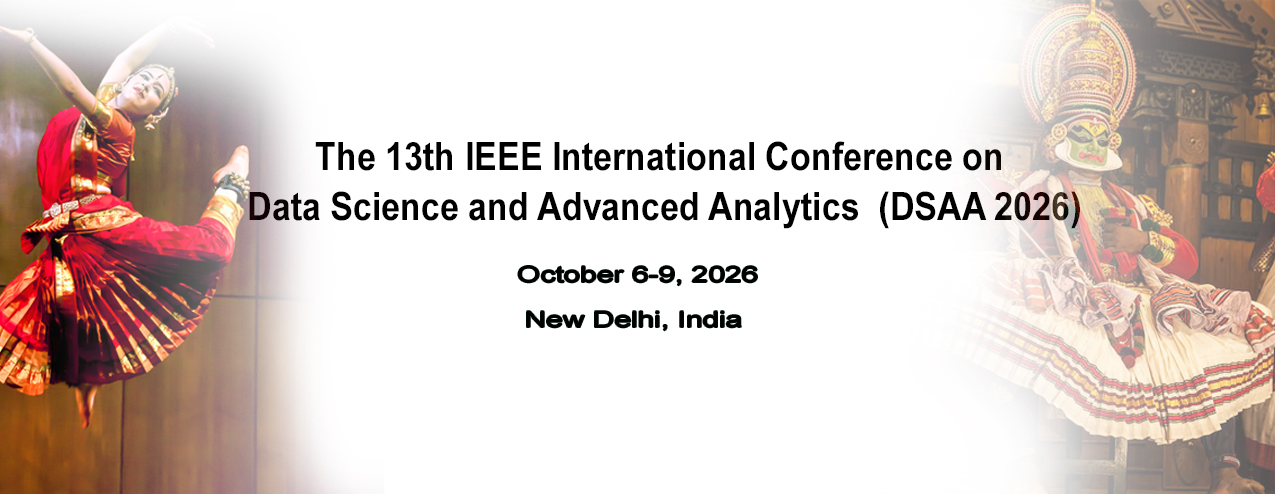 The 13th IEEE International Conference on
Data Science and Advanced Analytics  (DSAA 2026)
October 6-9, 2026
New Delhi, India